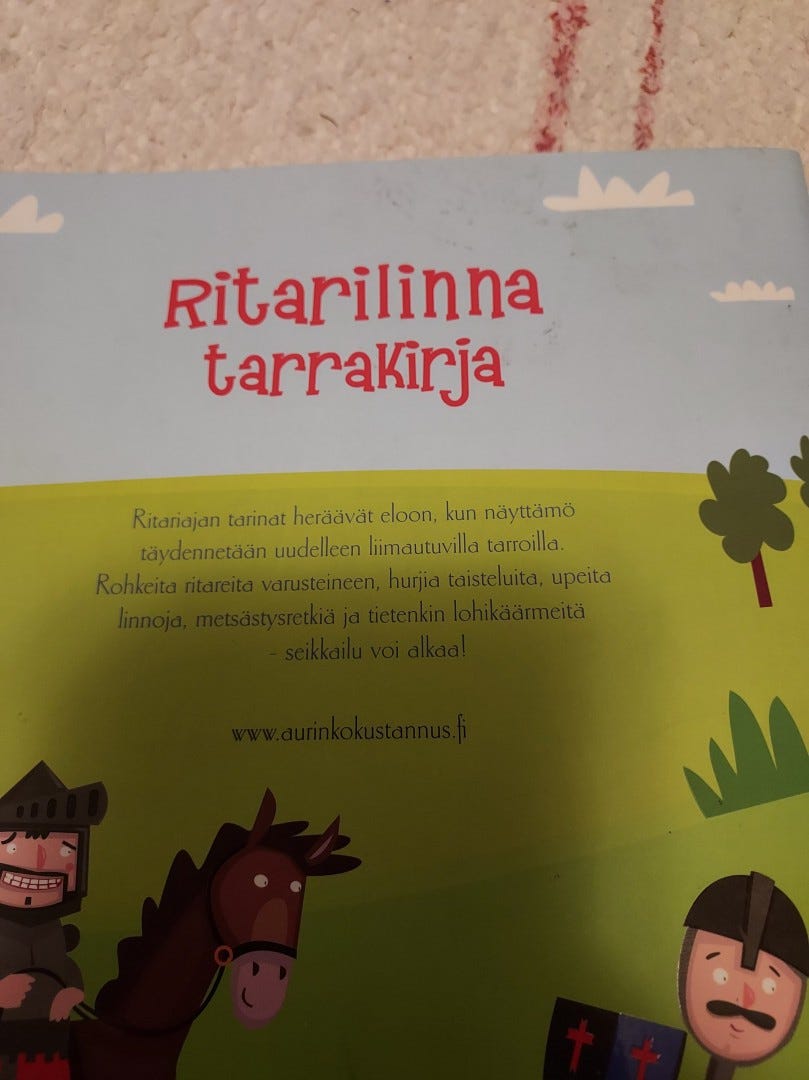 Ritarilinna
tarrakirja
Ritariajan tarinat heräävät eloon, kun näyttämö
täydennetään uudelleen liimautuvilla tarroilla.
Rohkeita ritareita varusteineen, hurjia taisteluita, upeita
linnoja, metsästysretkiä ja tietenkin lohikäärmeitä
- seikkailu voi alkaa!
www.aurinkokustannus.fi